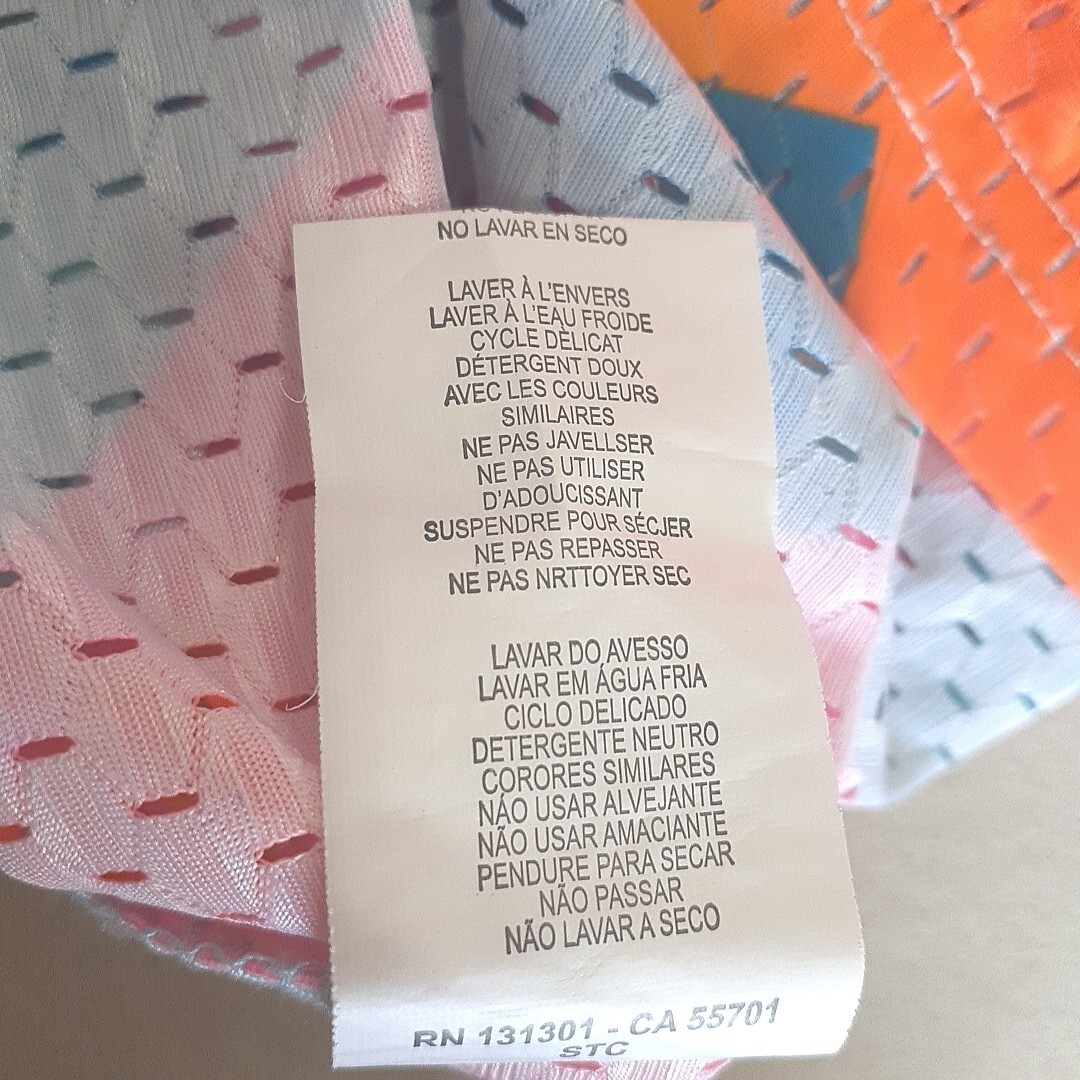 NO LAVAR EN SECO
LAVER À L'ENVERS
LAVER À L'EAU FROIDE
CYCLE DÈLICAT
DÉTERGENT DOUX
AVEC LES COULEURS
SIMILAIRES
NE PAS JAVELLSER
NE PAS UTILISER
D'ADOUCISSANT
SUSPENDRE POUR SÉCJER
NE PAS REPASSER
NE PAS NRTTOYER SEC
LAVAR DO AVESSO
LAVAR EM ÁGUA FRIA
CICLO DELICADO
DETERGENTE NEUTRO
CORORES SIMILARES
NÁO USAR ALVEJANTE
NÃO USAR AMACIANTE
PENDURE PARA SECAR
NÃO PASSAR
NÃO LAVAR A SECO
RN 131301 - CA 55701
STC